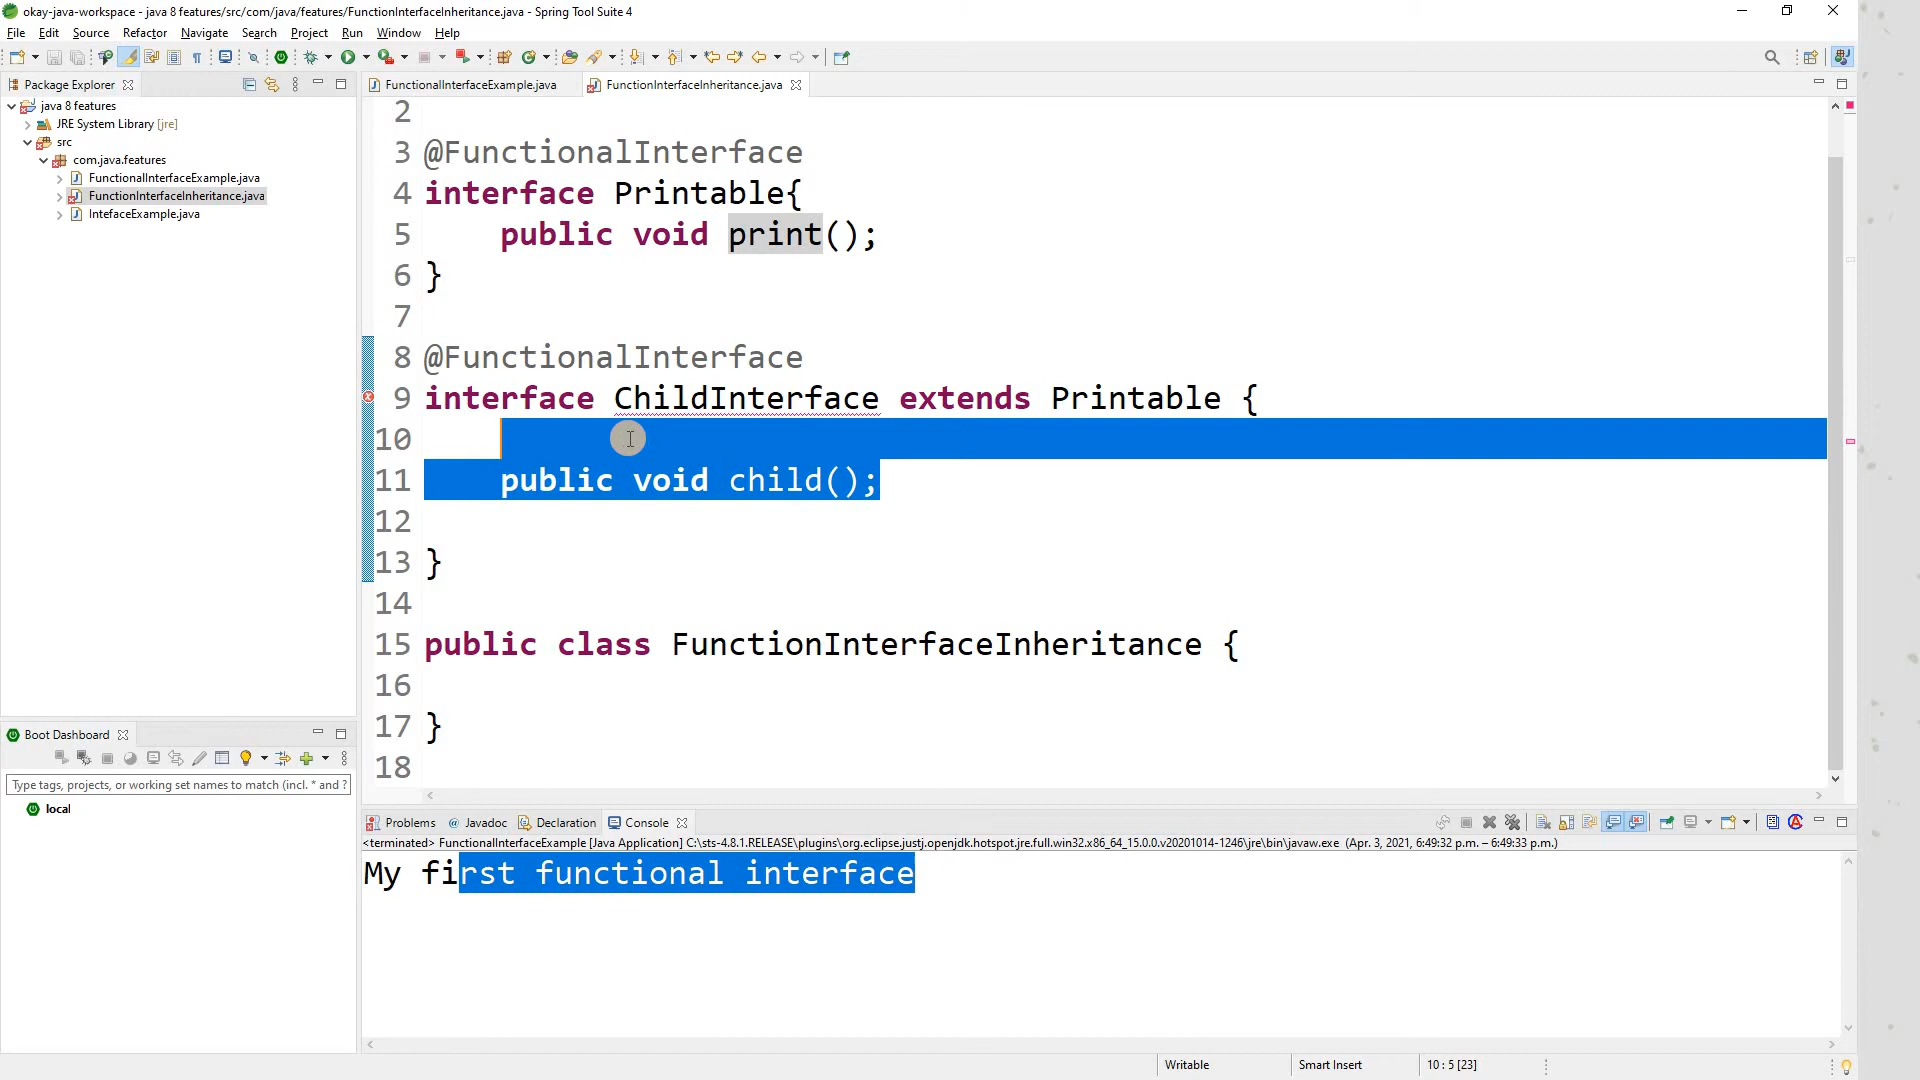 okay-java-workspace - java 8 features/src/com/java/features/FunctionInterfaceInheritance.java - Spring Tool Suite 4
File Edit Source Refactor Navigate Search Project Run Window Help
Package Explorer
FunctionalInterfaceExample.java
FunctionInterfaceInheritance.java
java 8 features
JRE System Library [jre]
src
com.java.features
FunctionalInterfaceExample.java
FunctionInterfaceInheritance.java
IntefaceExample.java
2
3 @FunctionalInterface
4 interface Printable{
5 public void print();
6 }
7
8 @FunctionalInterface
9 interface ChildInterface extends Printable {
10
11 public void child();
12
13 }
14
15 public class FunctionInterfaceInheritance {
16
17 }
18
Boot Dashboard
Type tags, projects, or working set names to match (incl. * and ?
local
Problems @ Javadoc Declaration Console
<terminated> FunctionalInterfaceExample [Java Application] C:\sts-4.8.1.RELEASE\plugins\org.eclipse.justj.openjdk.hotspot.jre.full.win32.x86_64_15.0.0.v20201014-1246\jre\bin\javaw.exe (Apr. 3, 2021, 6:49:32 p.m. – 6:49:33 p.m.)
My first functional interface
Writable Smart Insert 10 : 5 [23]